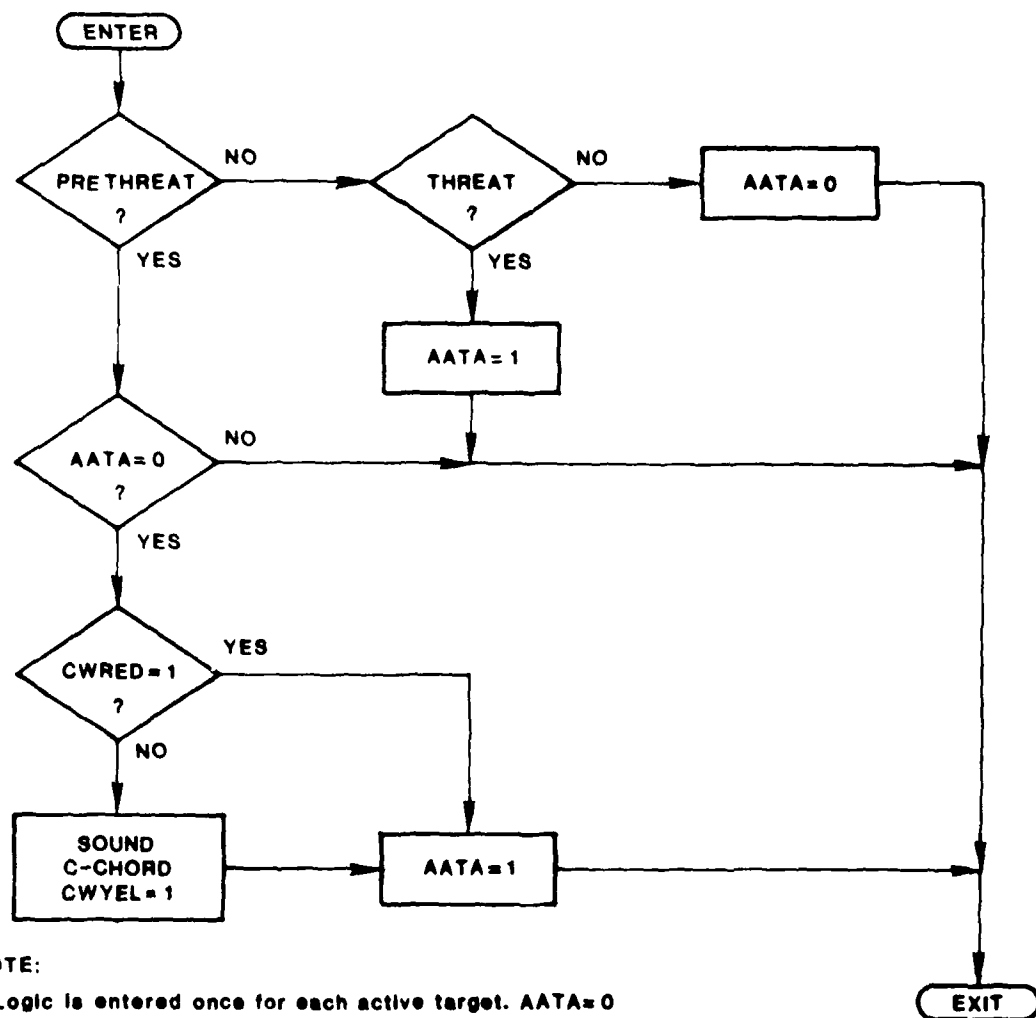 ENTER
PRETHREAT
?
NO
YES
THREAT
?
NO
YES
AATA=0
AATA=1
AATA=0
?
NO
YES
CWRED=1
?
YES
NO
SOUND
C-CHORD
CWYEL=1
AATA=1
OTE:
Logic is entered once for each active target. AATA=0
EXIT